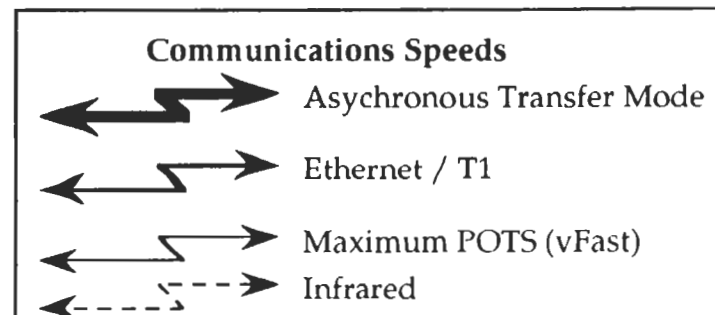 Communications Speeds
Asychronous Transfer Mode
Ethernet / T1
Maximum POTS (vFast)
Infrared